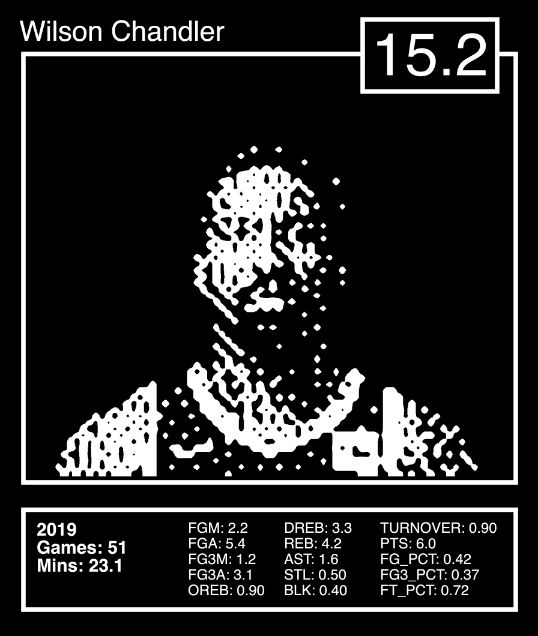 Wilson Chandler
15.2
2019
Games: 51
Mins: 23.1
FGM: 2.2
FGA: 5.4
FG3M: 1.2
FG3A: 3.1
OREB: 0.90
DREB: 3.3
REB: 4.2
AST: 1.6
STL: 0.50
BLK: 0.40
TURNOVER: 0.90
PTS: 6.0
FG_PCT: 0.42
FG3_PCT: 0.37
FT_PCT: 0.72